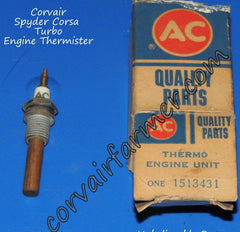 Corvair
Spyder Corsa
Turbo
Engine Thermister
AC
QUALITY
PARTS
AC
QUALITY
PARTS
THERMO
ENGINE UNIT
ONE 1513431
corvairfarmer.com